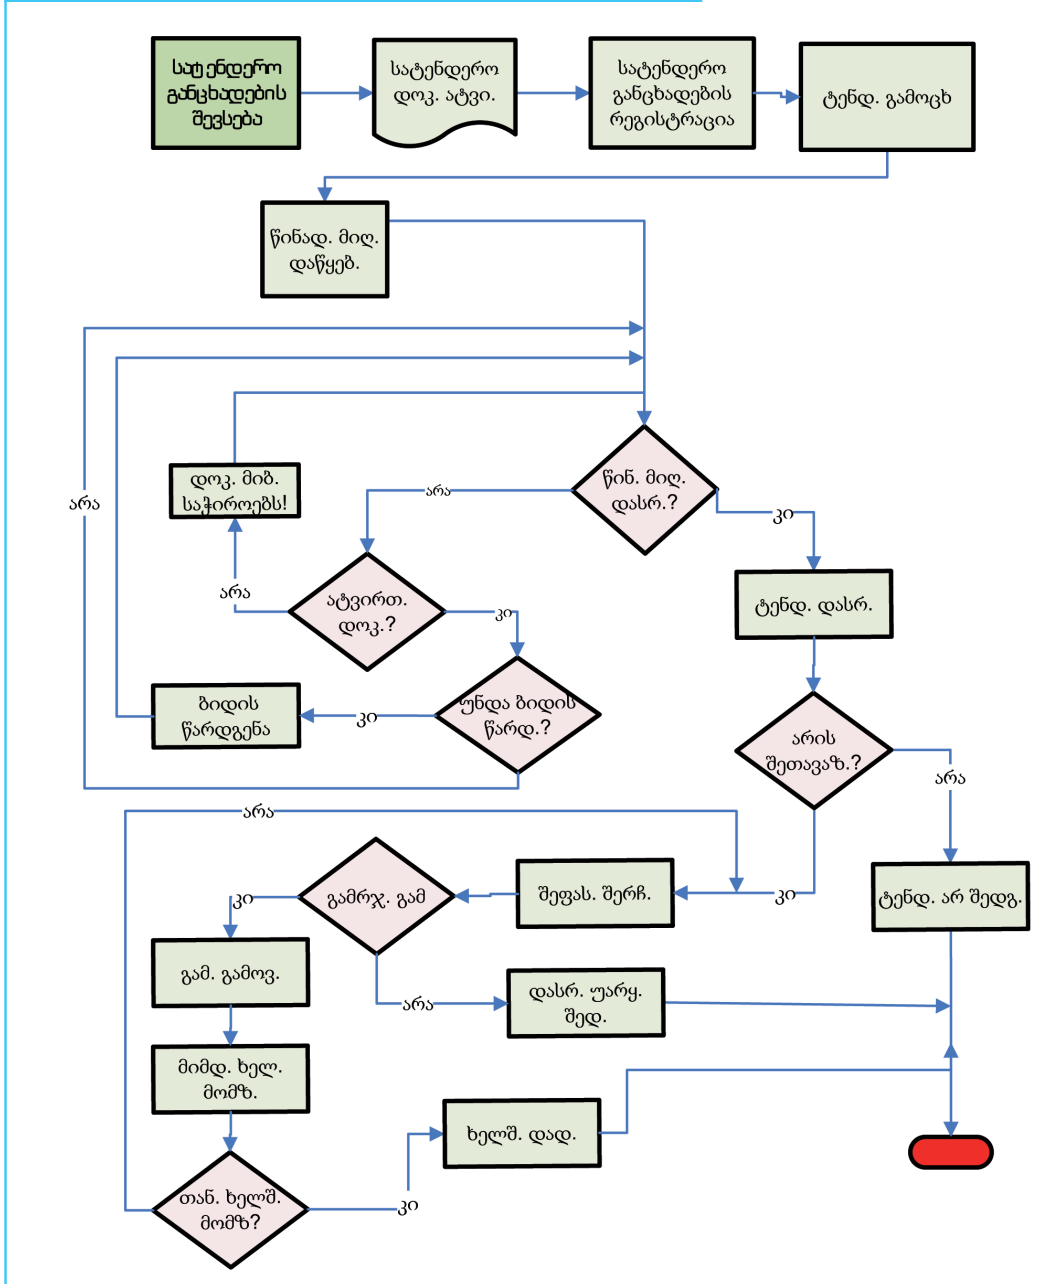 სატენდერო
განცხადების
შევსება
სატენდერო
დოკ. ატვი.
სატენდერო
განცხადების
რეგისტრაცია
ტენდ. გამოცხ
წინად. მიღ.
დაწყებ.
დოკ. მიბ.
საჭიროებს!
არა
წინ. მიღ.
დასრ.?
არა
კი
არა
ატვირთ.
დოკ.?
კი
ტენდ. დასრ.
ბიდის
წარდგენა
კი
უნდა ბიდის
წარდ.?
არის
შეთავაზ.?
არა
არა
გამრჯ. გამ
შეფას. შერჩ.
კი
ტენდ. არ შედგ.
კი
გამ. გამოვ.
არა
დასრ. უარყ.
შედ.
მიმდ. ხელ.
მომზ.
ხელშ. დად.
თან. ხელშ.
მომზ?
კი